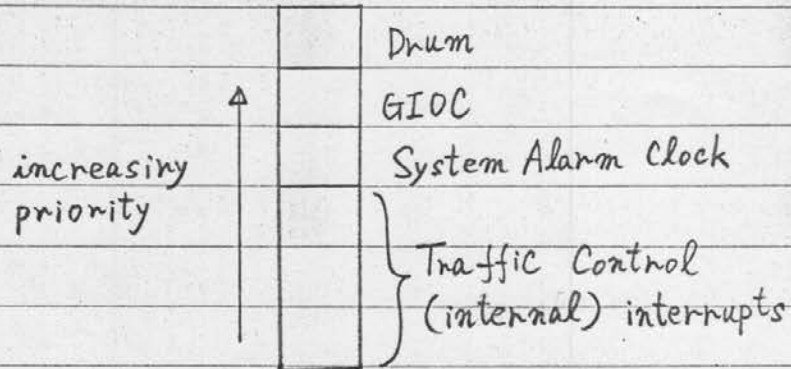 Drum
GIOC
System Alarm Clock
increasing
priority
Traffic Control
(internal) interrupts